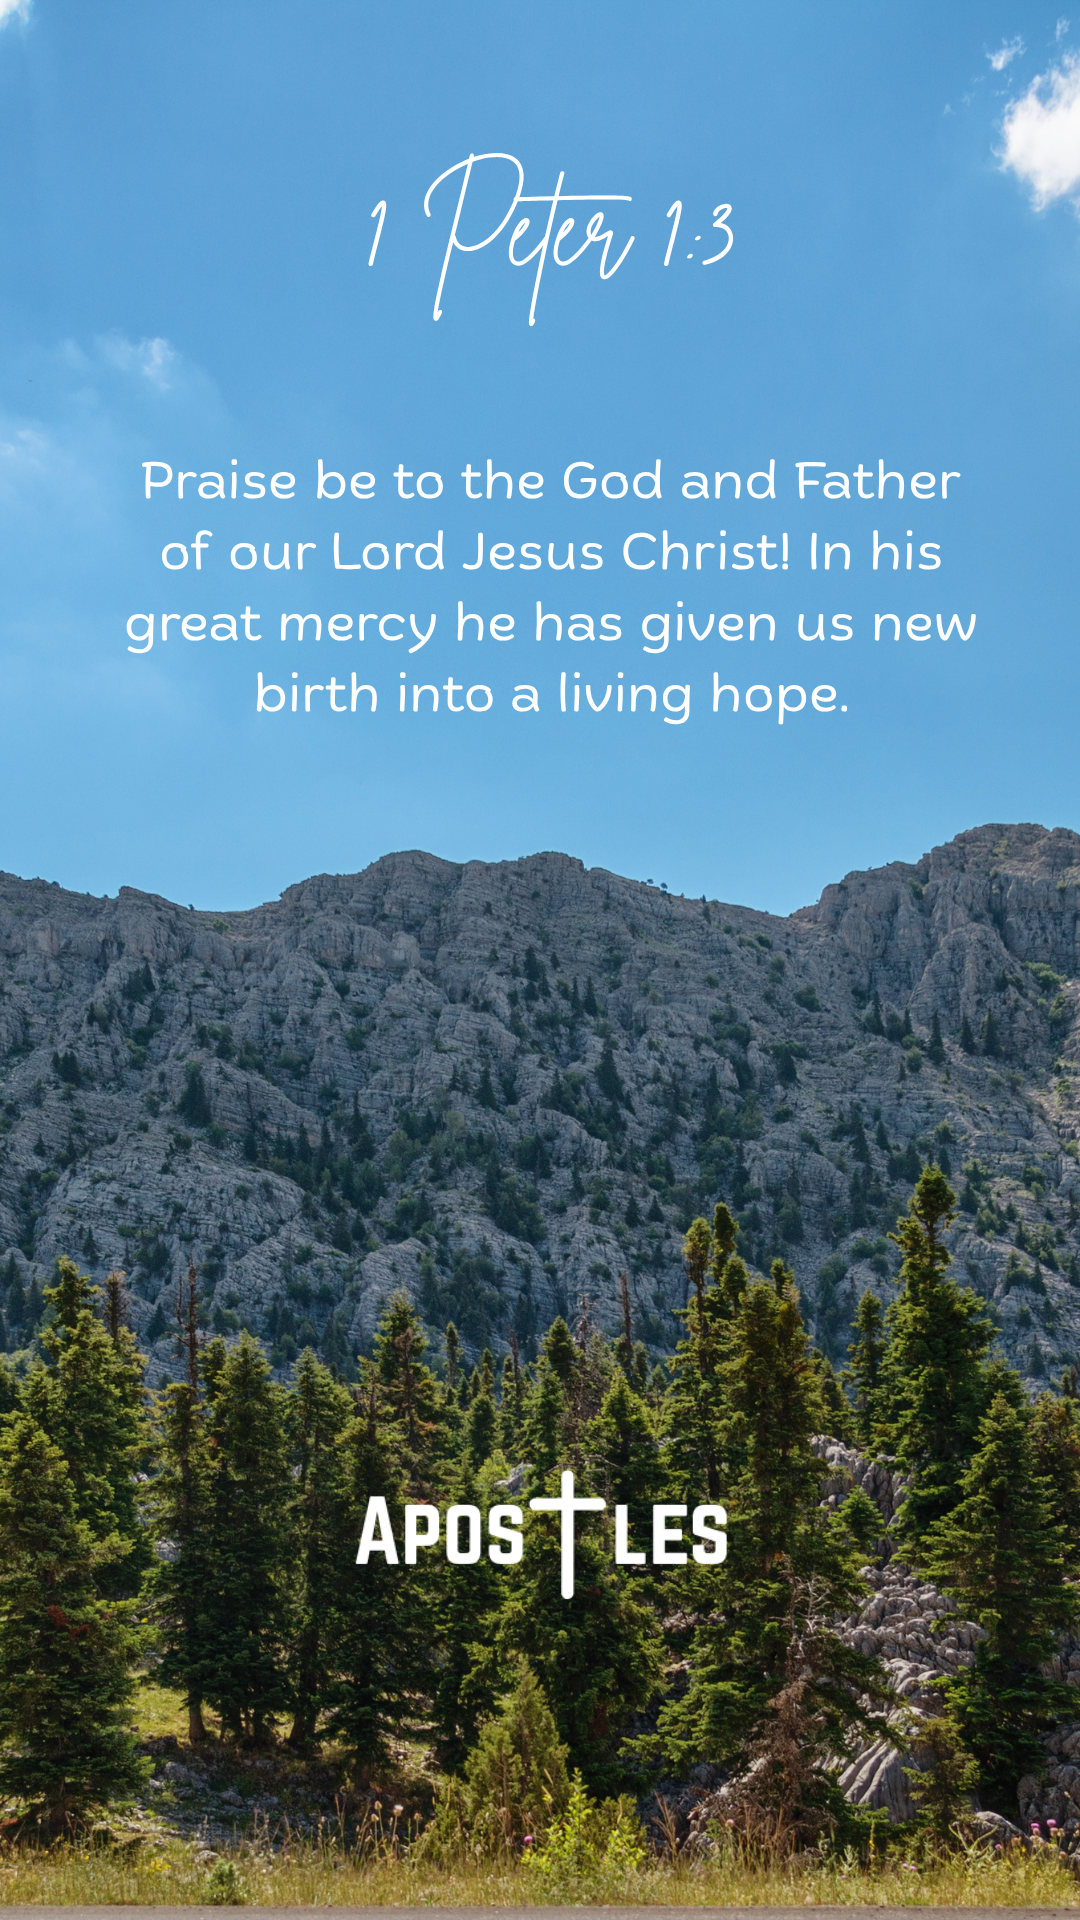 1 Peter 1:3
Praise be to the God and Father
of our Lord Jesus Christ! In his
great mercy he has given us new
birth into a living hope.
APOSTLES